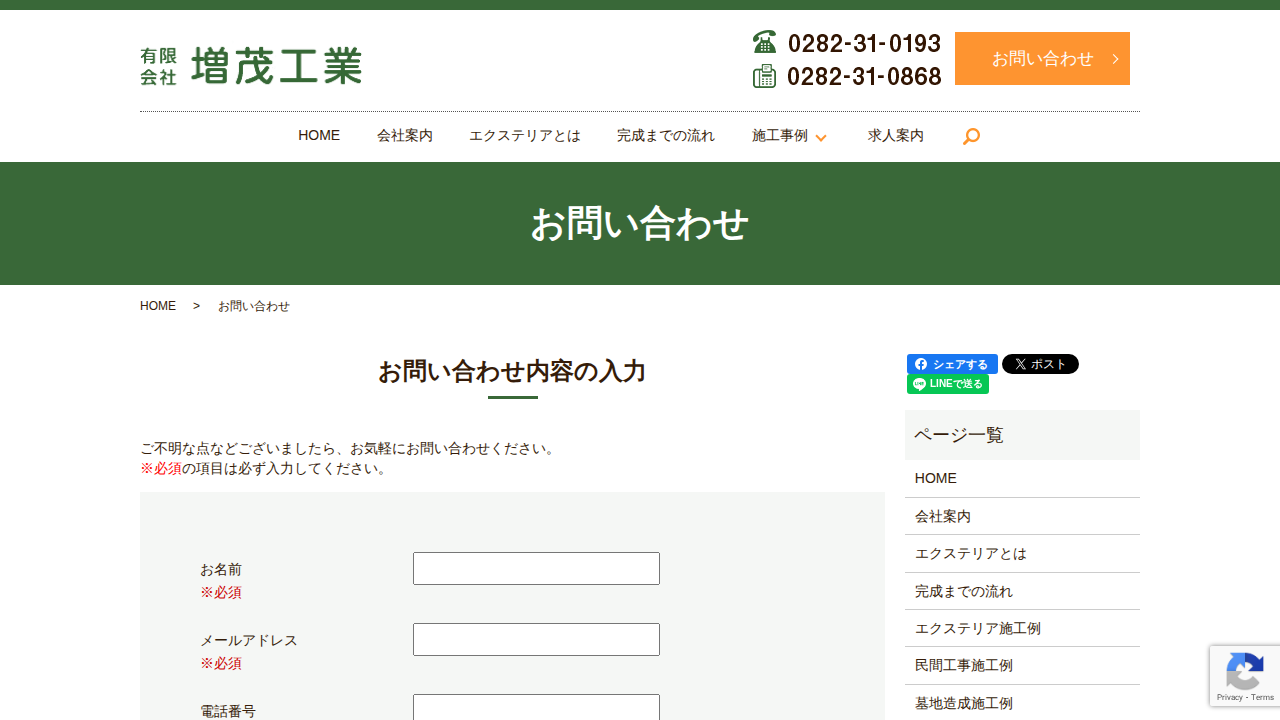 有限会社 増茂工業
0282-31-0193
0282-31-0868
お問い合わせ
HOME 会社案内 エクステリアとは 完成までの流れ 施工事例 求人案内
お問い合わせ
HOME > お問い合わせ
お問い合わせ内容の入力
ご不明な点などございましたら、お気軽にお問い合わせください。
※必須の項目は必ず入力してください。
お名前
※必須
メールアドレス
※必須
電話番号
シェアする
ポスト
LINEで送る
ページ一覧
HOME
会社案内
エクステリアとは
完成までの流れ
エクステリア施工例
民間工事施工例
墓地造成施工例
Privacy - Terms